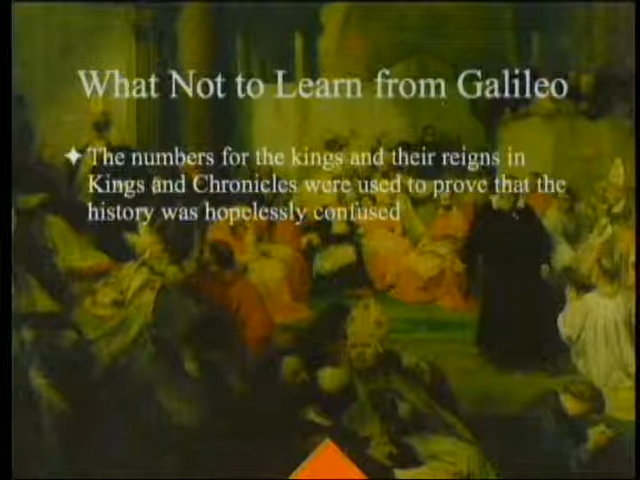 What Not to Learn from Galileo
The numbers for the kings and their reigns in
Kings and Chronicles were used to prove that the
history was hopelessly confused